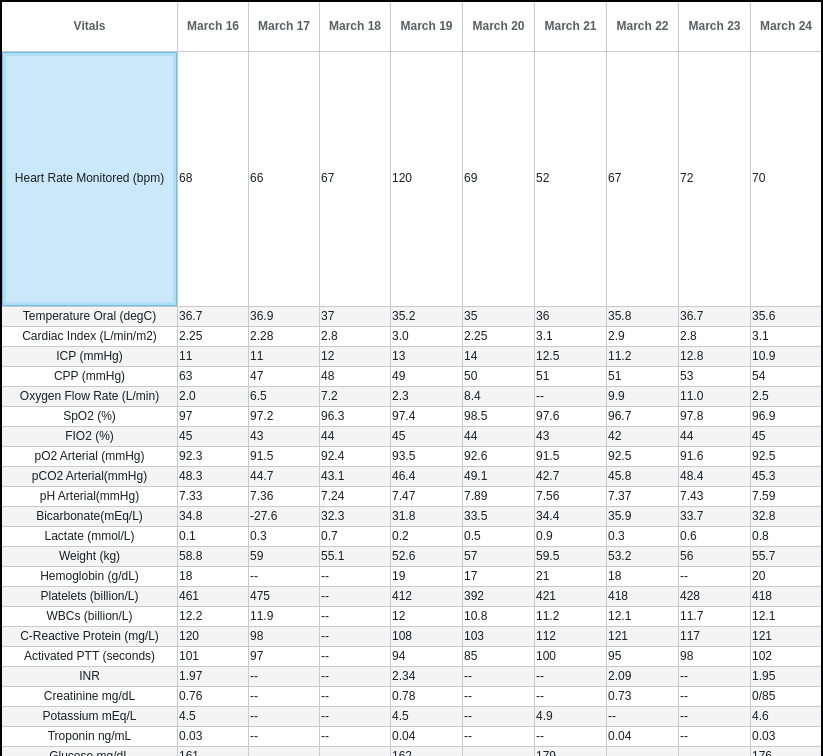 Vitals March 16 March 17 March 18 March 19 March 20 March 21 March 22 March 23 March 24
Heart Rate Monitored (bpm) 68 66 67 120 69 52 67 72 70
Temperature Oral (degC) 36.7 36.9 37 35.2 35 36 35.8 36.7 35.6
Cardiac Index (L/min/m2) 2.25 2.28 2.8 3.0 2.25 3.1 2.9 2.8 3.1
ICP (mmHg) 11 11 12 13 14 12.5 11.2 12.8 10.9
CPP (mmHg) 63 47 48 49 50 51 51 53 54
Oxygen Flow Rate (L/min) 2.0 6.5 7.2 2.3 8.4 -- 9.9 11.0 2.5
SpO2 (%) 97 97.2 96.3 97.4 98.5 97.6 96.7 97.8 96.9
FIO2 (%) 45 43 44 45 44 43 42 44 45
pO2 Arterial (mmHg) 92.3 91.5 92.4 93.5 92.6 91.5 92.5 91.6 92.5
pCO2 Arterial(mmHg) 48.3 44.7 43.1 46.4 49.1 42.7 45.8 48.4 45.3
pH Arterial(mmHg) 7.33 7.36 7.24 7.47 7.89 7.56 7.37 7.43 7.59
Bicarbonate(mEq/L) 34.8 -27.6 32.3 31.8 33.5 34.4 35.9 33.7 32.8
Lactate (mmol/L) 0.1 0.3 0.7 0.2 0.5 0.9 0.3 0.6 0.8
Weight (kg) 58.8 59 55.1 52.6 57 59.5 53.2 56 55.7
Hemoglobin (g/dL) 18 -- -- 19 17 21 18 -- 20
Platelets (billion/L) 461 475 -- 412 392 421 418 428 418
WBCs (billion/L) 12.2 11.9 -- 12 10.8 11.2 12.1 11.7 12.1
C-Reactive Protein (mg/L) 120 98 -- 108 103 112 121 117 121
Activated PTT (seconds) 101 97 -- 94 85 100 95 98 102
INR 1.97 -- -- 2.34 -- -- 2.09 -- 1.95
Creatinine mg/dL 0.76 -- -- 0.78 -- -- 0.73 -- 0/85
Potassium mEq/L 4.5 -- -- 4.5 -- 4.9 -- -- 4.6
Troponin ng/mL 0.03 -- -- 0.04 -- -- 0.04 -- 0.03
Glucose mg/dL 161 162 179 176